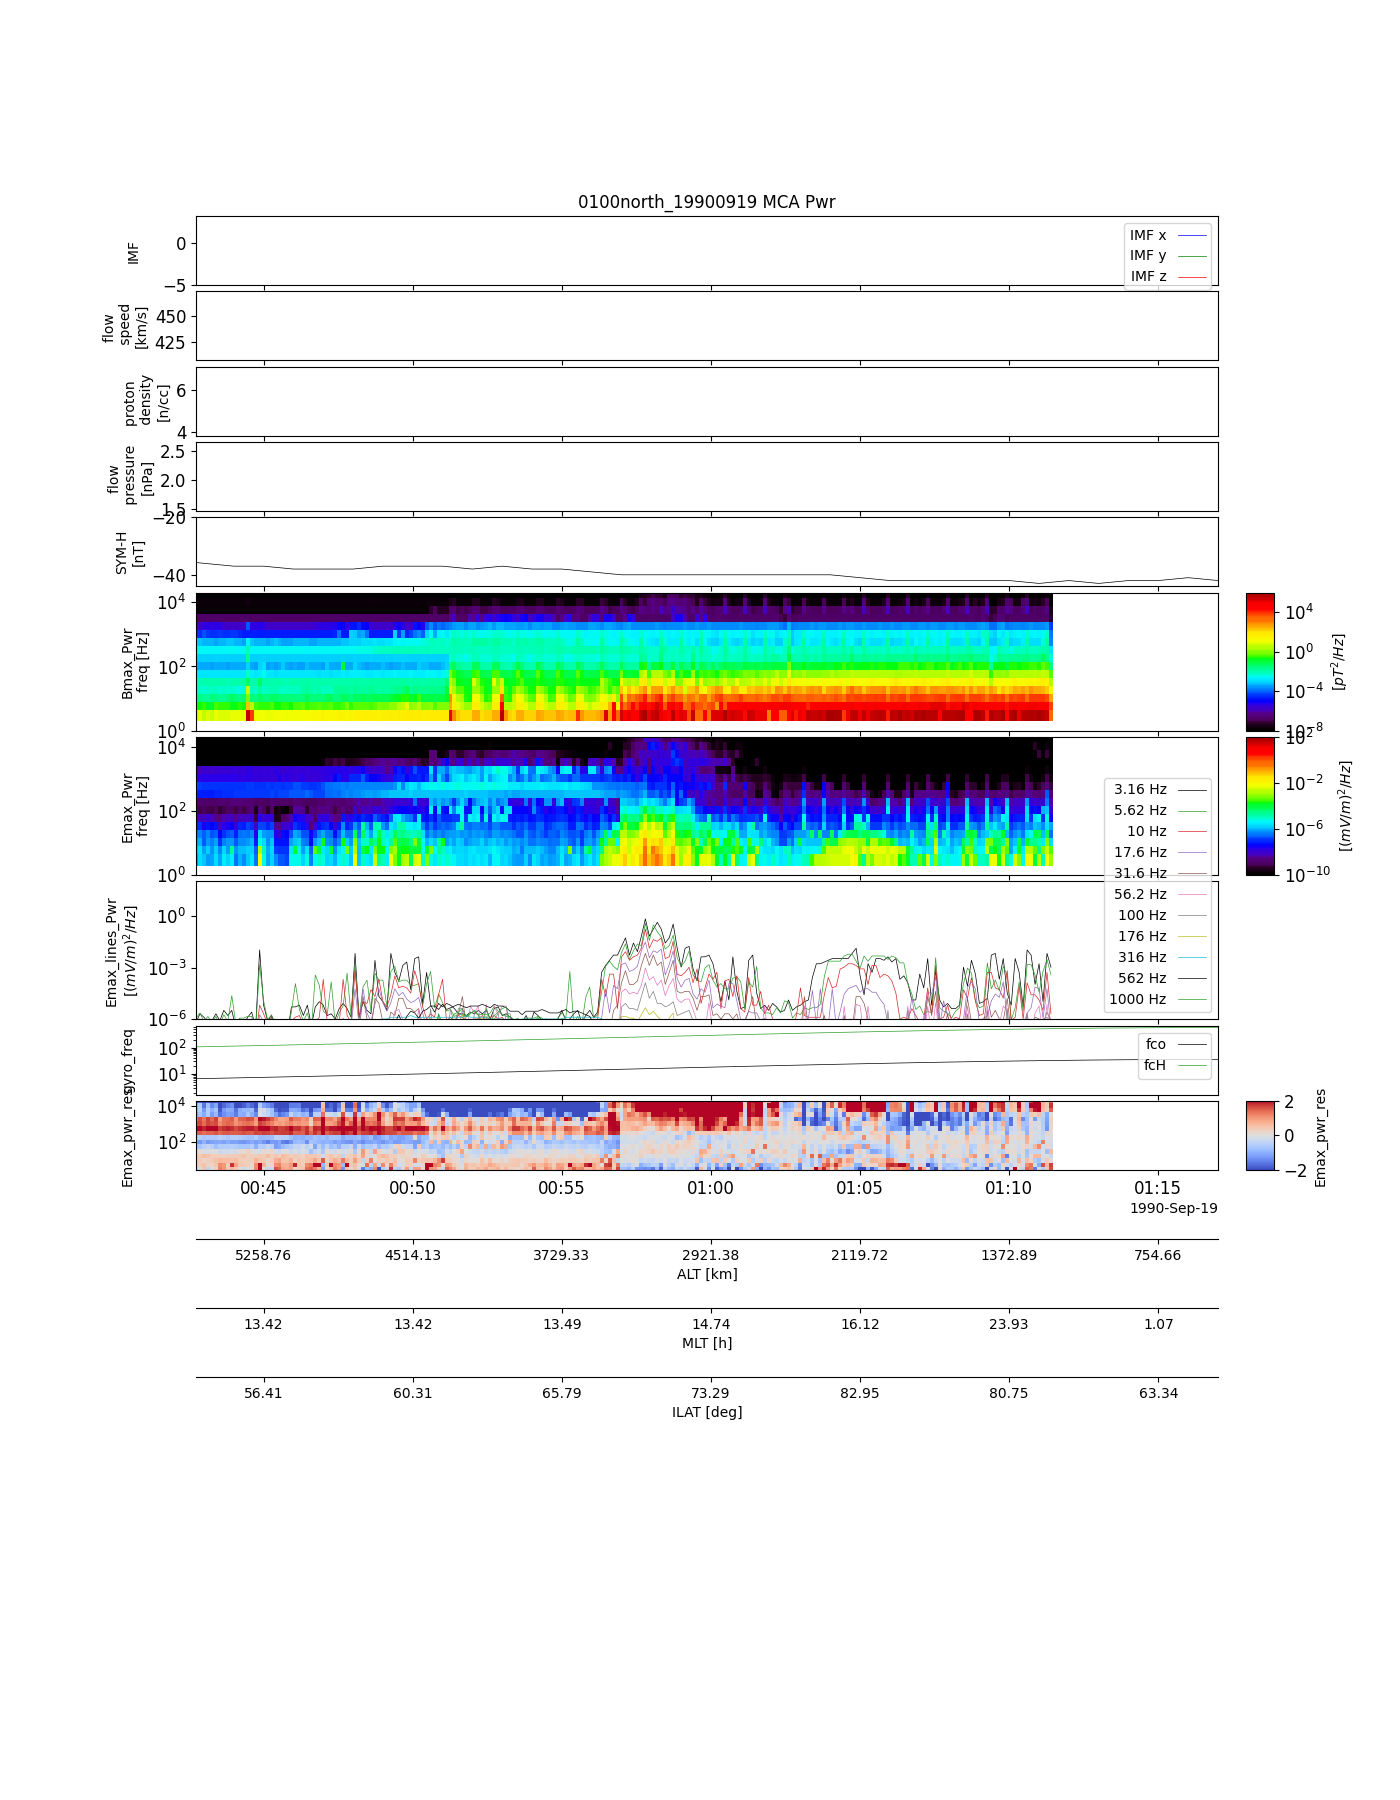 0100north_19900919 MCA Pwr
IMF
0
−5
IMF x
IMF y
IMF z
flow
speed
[km/s]
450
425
proton
density
[n/cc]
6
4
flow
pressure
[nPa]
2.5
2.0
1.5
SYM-H
[nT]
−20
−40
Bmax_Pwr
freq [Hz]
10^4
10^2
10^0
10^4
10^0
10^−4
10^−8
[pT^2/Hz]
Emax_Pwr
freq [Hz]
10^4
10^2
10^0
10^2
10^−2
10^−6
10^−10
[(mV/m)^2/Hz]
3.16 Hz
5.62 Hz
10 Hz
17.6 Hz
31.6 Hz
56.2 Hz
100 Hz
176 Hz
316 Hz
562 Hz
1000 Hz
Emax_lines_Pwr
[(mV/m)^2/Hz]
10^0
10^−3
10^−6
gyro_freq
10^2
10^1
fco
fcH
Emax_pwr_res
10^4
10^2
2
0
−2
Emax_pwr_res
00:45 00:50 00:55 01:00 01:05 01:10 01:15
1990-Sep-19
5258.76 4514.13 3729.33 2921.38 2119.72 1372.89 754.66
ALT [km]
13.42 13.42 13.49 14.74 16.12 23.93 1.07
MLT [h]
56.41 60.31 65.79 73.29 82.95 80.75 63.34
ILAT [deg]